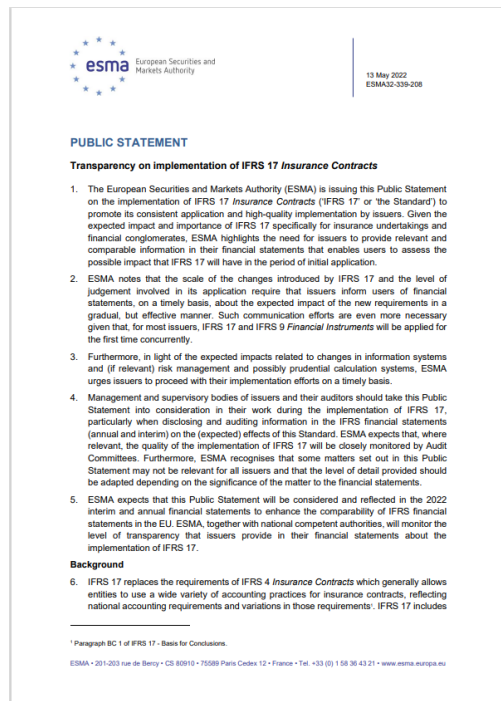 esma
European Securities and
Markets Authority
13 May 2022
ESMA32-339-208
PUBLIC STATEMENT
Transparency on implementation of IFRS 17 Insurance Contracts
1. The European Securities and Markets Authority (ESMA) is issuing this Public Statement
on the implementation of IFRS 17 Insurance Contracts ('IFRS 17' or 'the Standard') to
promote its consistent application and high-quality implementation by issuers. Given the
expected impact and importance of IFRS 17 specifically for insurance undertakings and
financial conglomerates, ESMA highlights the need for issuers to provide relevant and
comparable information in their financial statements that enables users to assess the
possible impact that IFRS 17 will have in the period of initial application.
2. ESMA notes that the scale of the changes introduced by IFRS 17 and the level of
judgement involved in its application require that issuers inform users of financial
statements, on a timely basis, about the expected impact of the new requirements in a
gradual, but effective manner. Such communication efforts are even more necessary
given that, for most issuers, IFRS 17 and IFRS 9 Financial Instruments will be applied for
the first time concurrently.
3. Furthermore, in light of the expected impacts related to changes in information systems
and (if relevant) risk management and possibly prudential calculation systems, ESMA
urges issuers to proceed with their implementation efforts on a timely basis.
4. Management and supervisory bodies of issuers and their auditors should take this Public
Statement into consideration in their work during the implementation of IFRS 17,
particularly when disclosing and auditing information in the IFRS financial statements
(annual and interim) on the (expected) effects of this Standard. ESMA expects that, where
relevant, the quality of the implementation of IFRS 17 will be closely monitored by Audit
Committees. Furthermore, ESMA recognises that some matters set out in this Public
Statement may not be relevant for all issuers and that the level of detail provided should
be adapted depending on the significance of the matter to the financial statements.
5. ESMA expects that this Public Statement will be considered and reflected in the 2022
interim and annual financial statements to enhance the comparability of IFRS financial
statements in the EU. ESMA, together with national competent authorities, will monitor the
level of transparency that issuers provide in their financial statements about the
implementation of IFRS 17.
Background
6. IFRS 17 replaces the requirements of IFRS 4 Insurance Contracts which generally allows
entities to use a wide variety of accounting practices for insurance contracts, reflecting
national accounting requirements and variations in those requirements¹. IFRS 17 includes
¹ Paragraph BC 1 of IFRS 17 - Basis for Conclusions.
ESMA • 201-203 rue de Bercy • CS 80910 • 75589 Paris Cedex 12 • France • Tel. +33 (0) 1 58 36 43 21 • www.esma.europa.eu